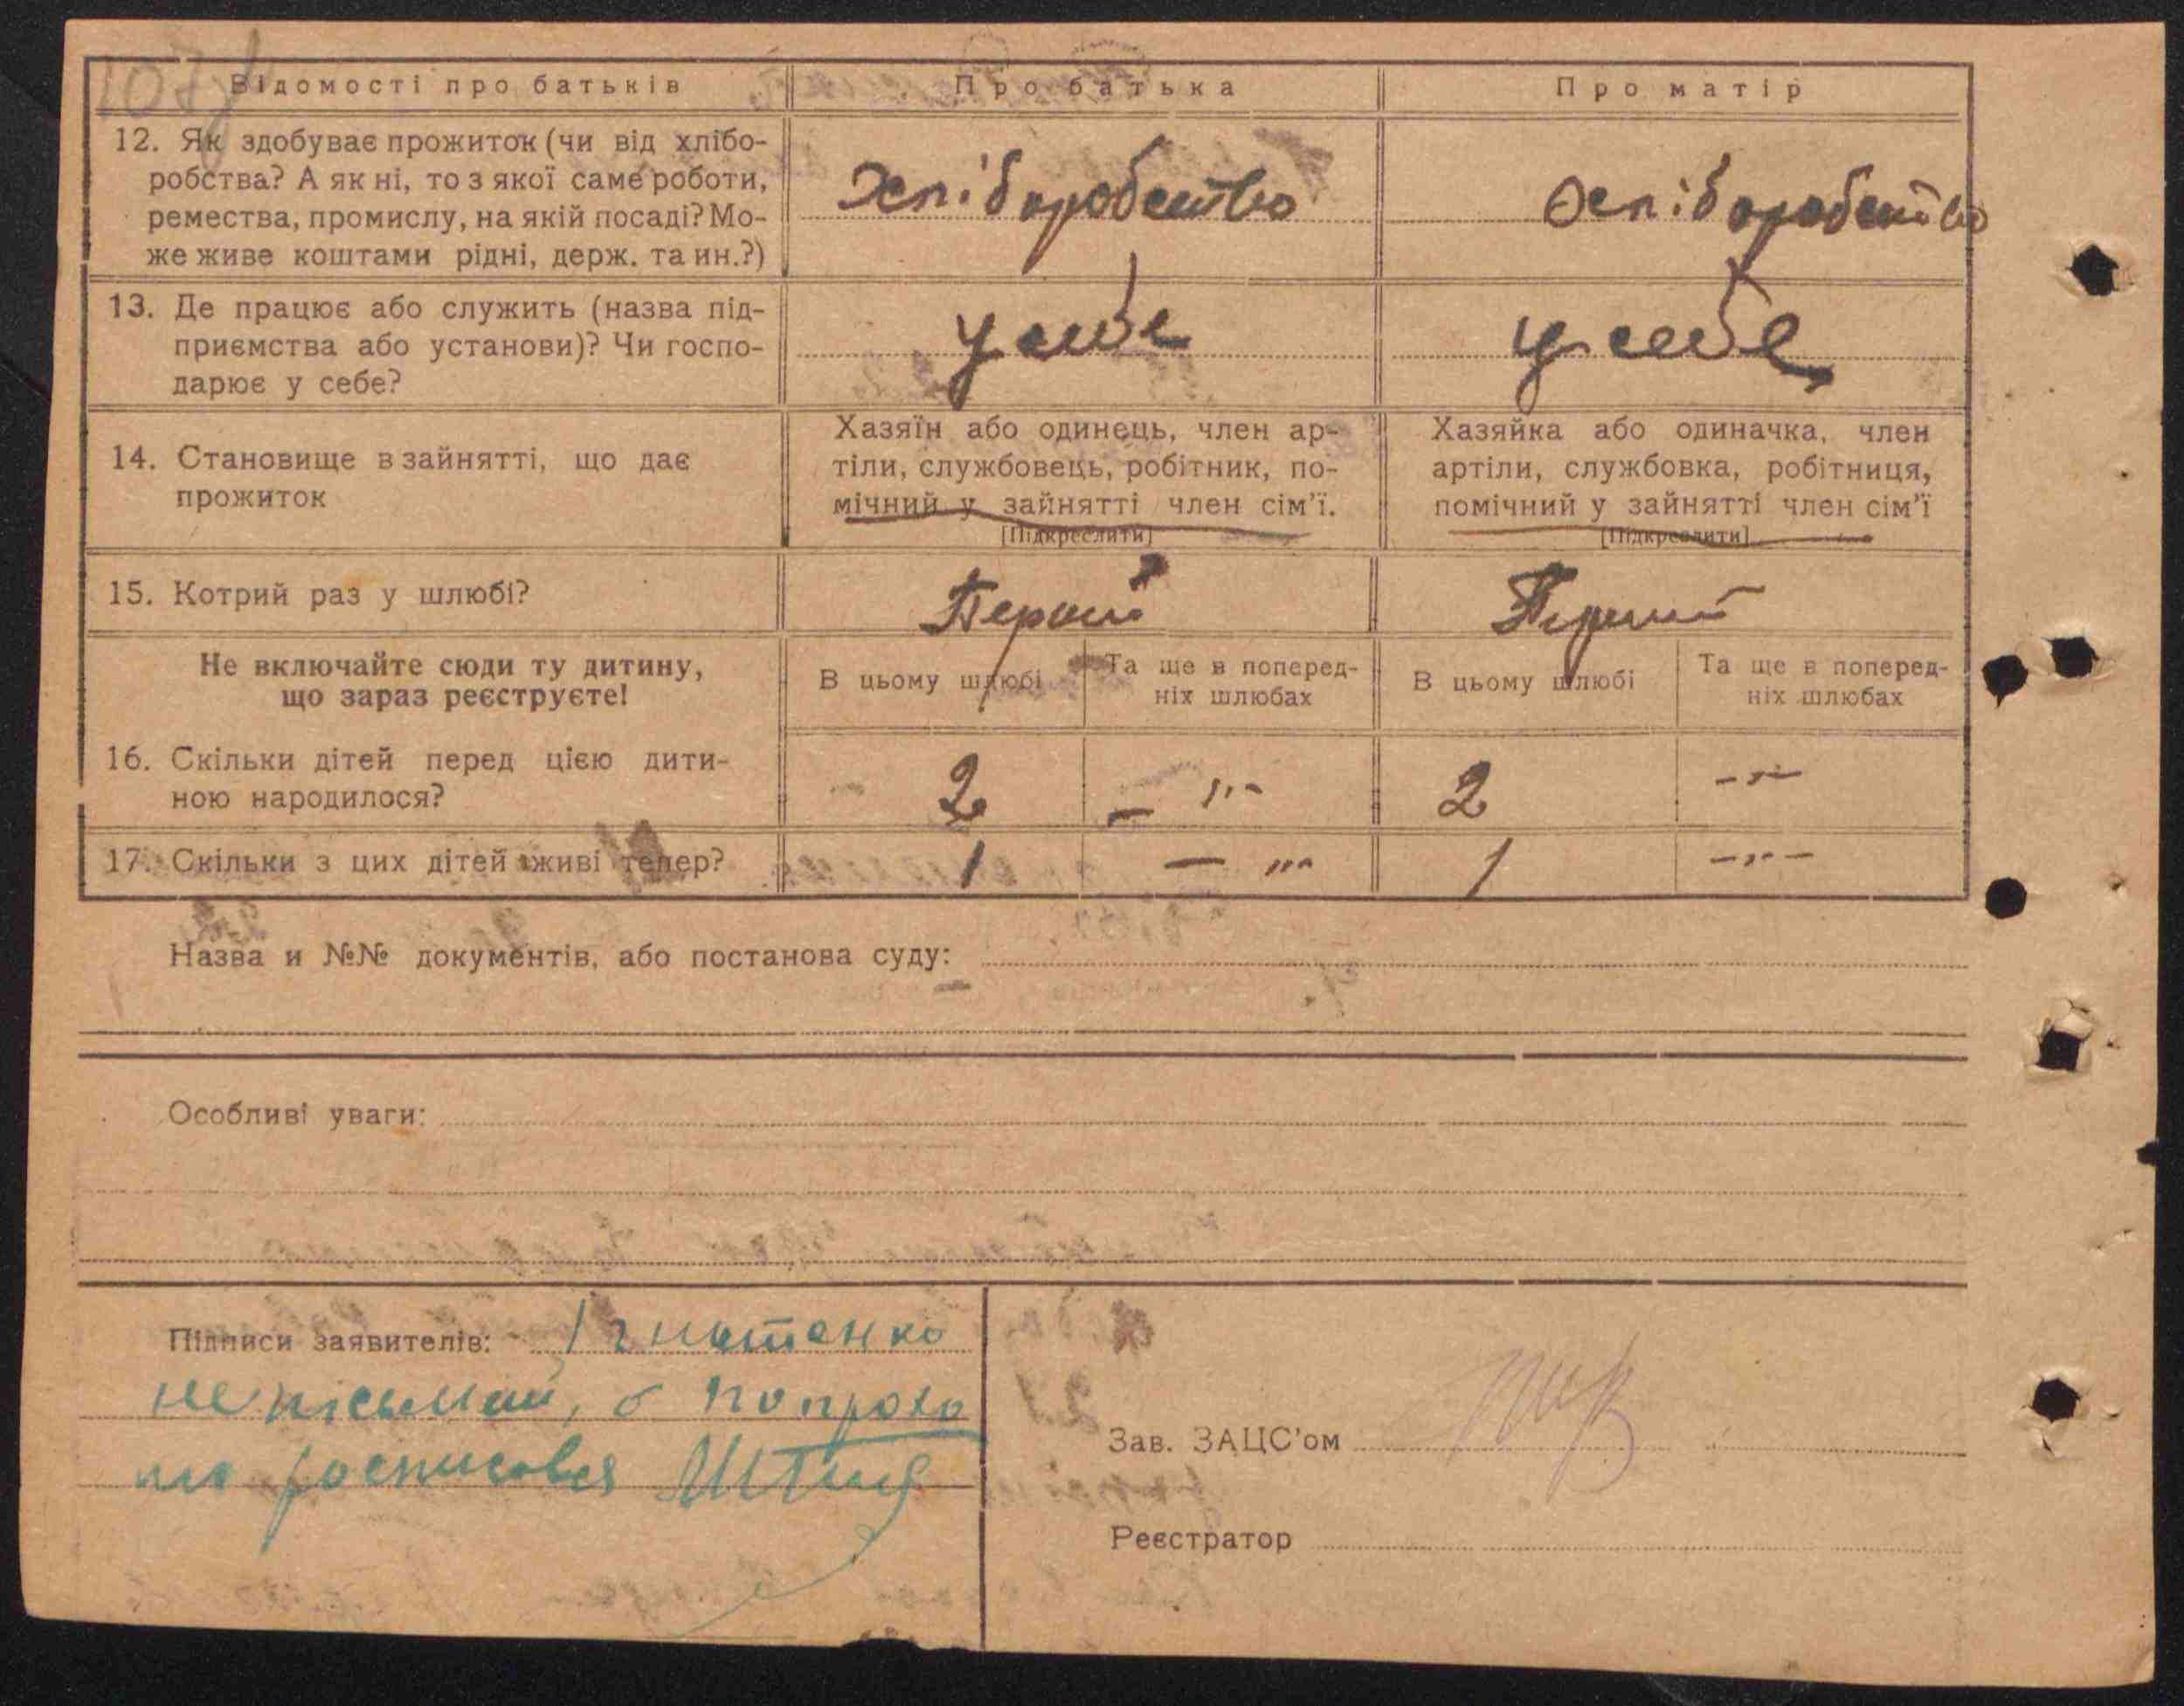 107
Відомості про батьків Про батька Про матір
12. Як здобуває прожиток (чи від хлібо-
робства? А як ні, то з якої саме роботи,
ремества, промислу, на якій посаді? Мо-
же живе коштами рідні, держ. та ин.?)
Хліборобство Хліборобство
13. Де працює або служить (назва під-
приємства або установи)? Чи госпо-
дарює у себе?
у себе у себе
14. Становище в зайнятті, що дає
прожиток
Хазяїн або одинець, член ар-
тіли, службовець, робітник, по-
мічний у зайнятті член сім'ї.
[Підкреслити]
Хазяйка або одиначка, член
артіли, службовка, робітниця,
помічний у зайнятті член сім'ї
[Підкреслити]
15. Котрий раз у шлюбі? Перший Перший
Не включайте сюди ту дитину,
що зараз реєструєте!
В цьому шлюбі Та ще в поперед-
ніх шлюбах
В цьому шлюбі Та ще в поперед-
ніх шлюбах
16. Скільки дітей перед цією дити-
ною народилося?
2 — „ - 2 - „ -
17. Скільки з цих дітей живі тепер? 1 — „ - 1 - „ -
Назва и №№ документів, або постанова суду:
Особливі уваги:
Підписи заявителів: Ігнатенко
Зав. ЗАЦС'ом
Реєстратор